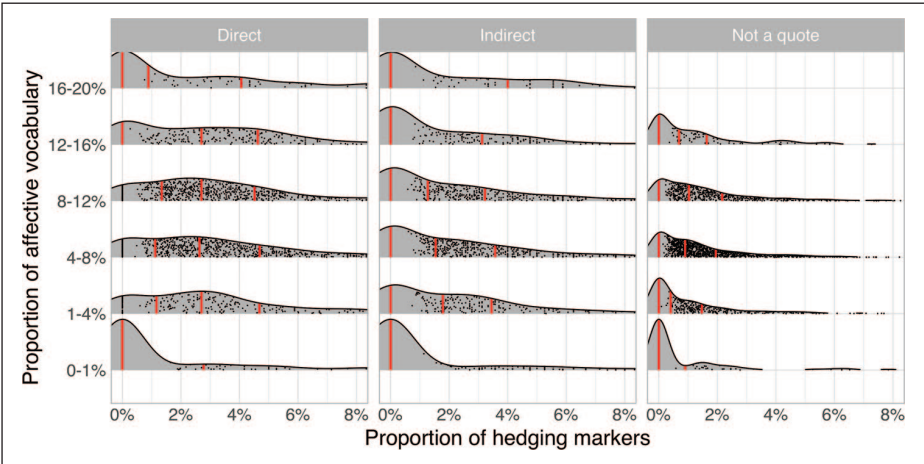 Direct
Indirect
Not a quote
Proportion of affective vocabulary
16-20%
12-16%
8-12%
4-8%
1-4%
0-1%
0% 2% 4% 6% 8%
0% 2% 4% 6% 8%
0% 2% 4% 6% 8%
Proportion of hedging markers